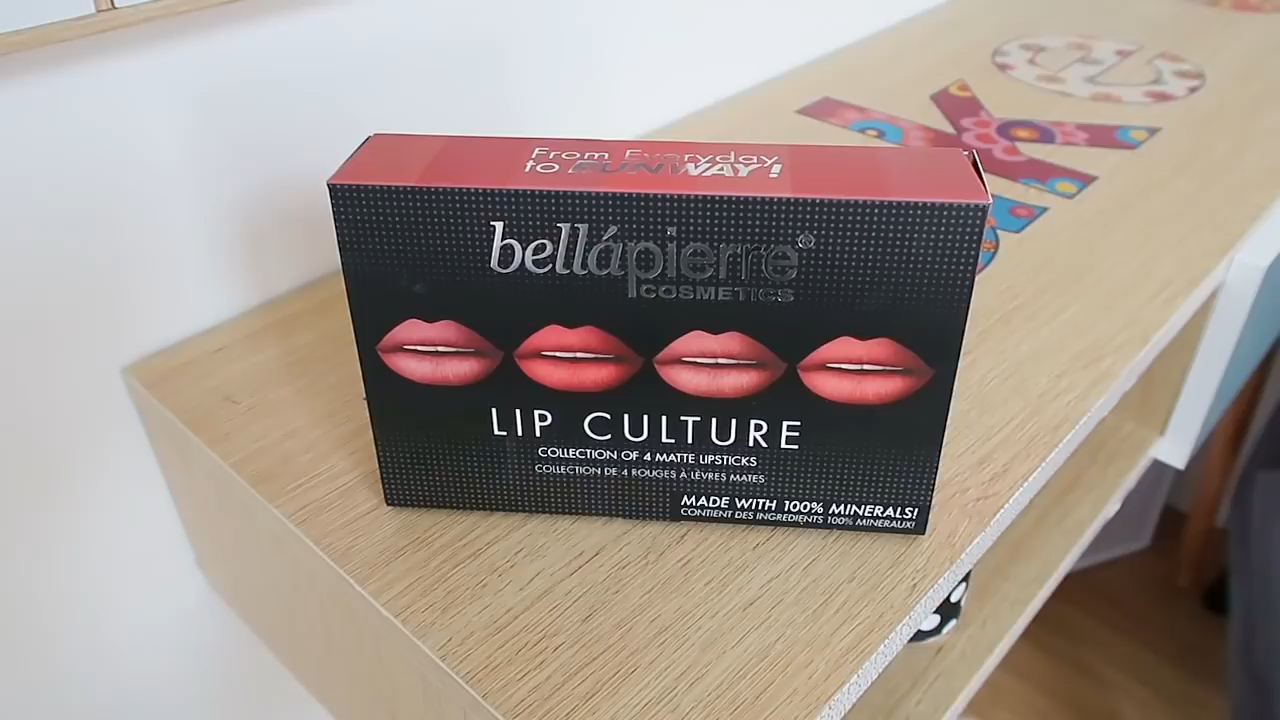 From Everyday
to RUNWAY!
bellápierre®
COSMETICS
LIP CULTURE
COLLECTION OF 4 MATTE LIPSTICKS
COLLECTION DE 4 ROUGES À LÈVRES MATES
MADE WITH 100% MINERALS!
CONTIENT DES INGREDIENTS 100% MINERAUX!